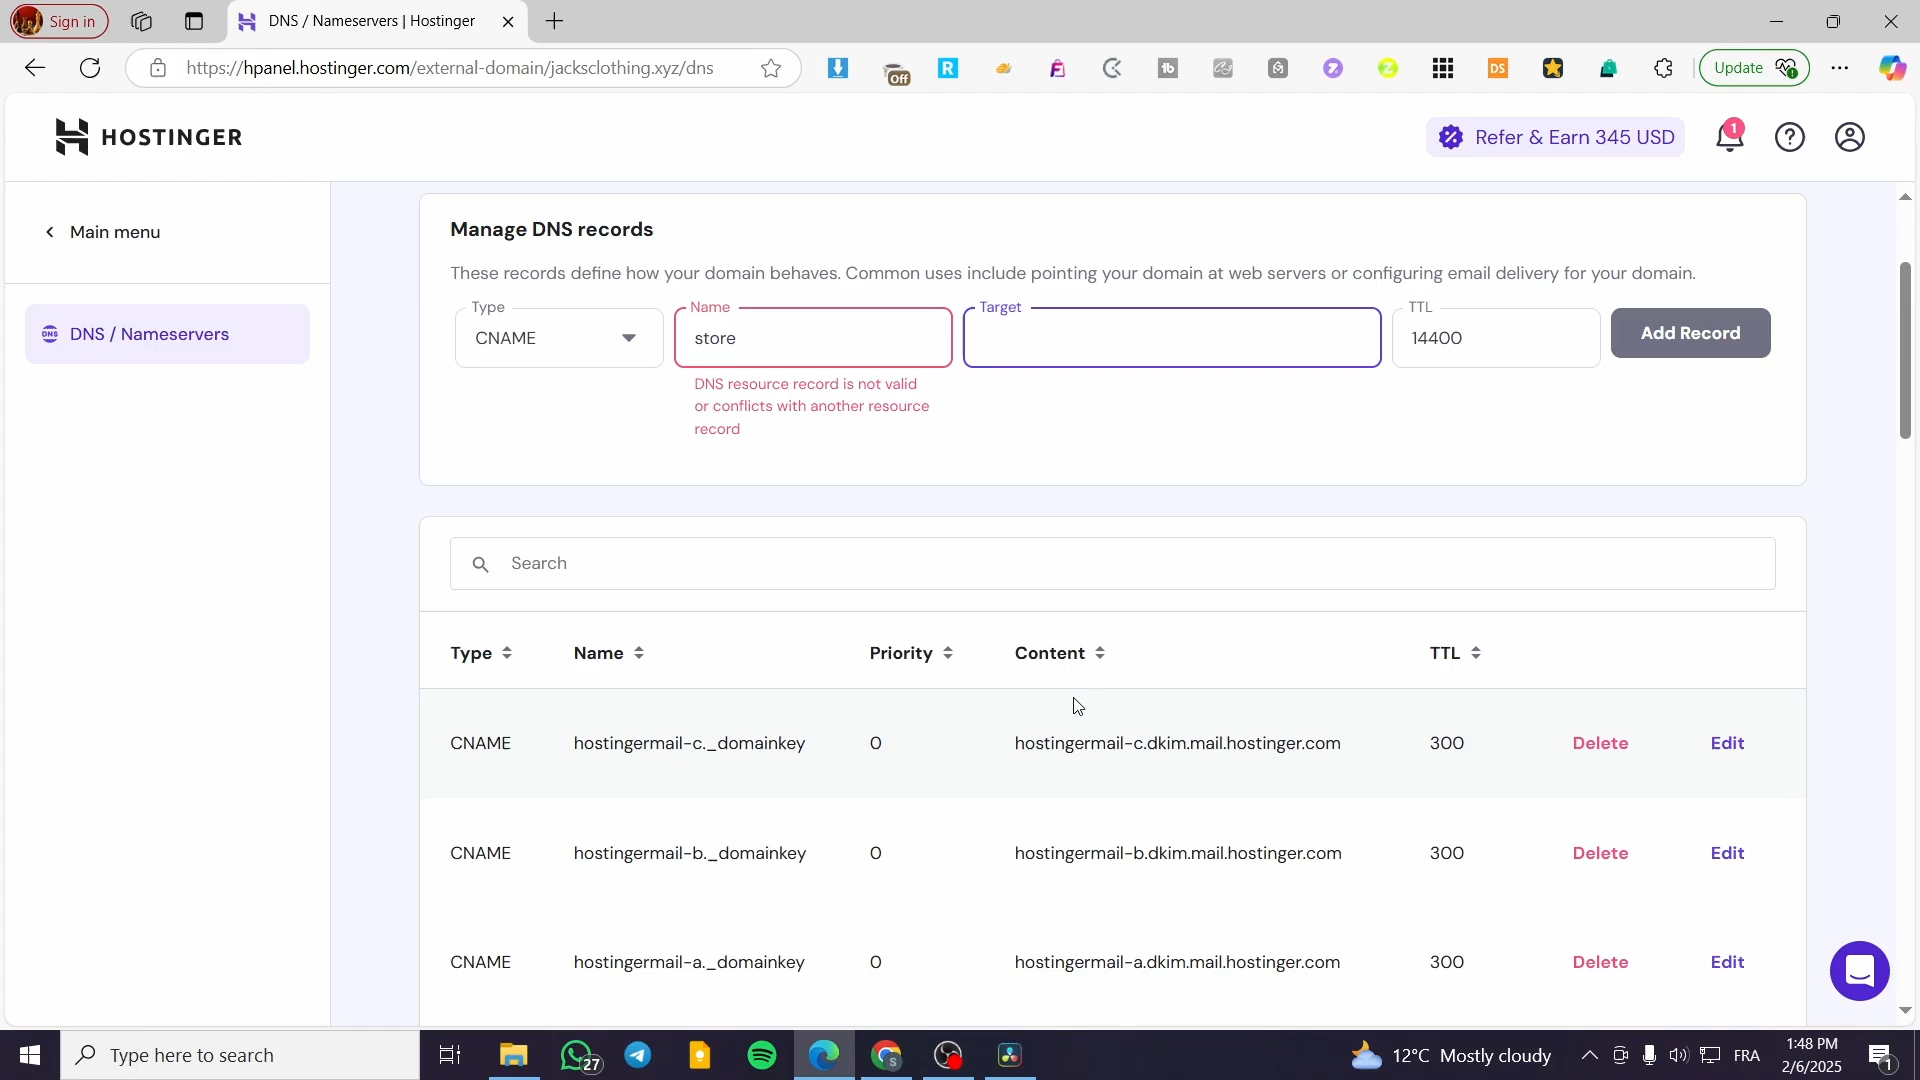 Sign in
DNS / Nameservers | Hostinger
https://hpanel.hostinger.com/external-domain/jacksclothing.xyz/dns
Off
R
tb
DS
Update
HOSTINGER
Refer & Earn 345 USD
1
Main menu
DNS / Nameservers
Manage DNS records
These records define how your domain behaves. Common uses include pointing your domain at web servers or configuring email delivery for your domain.
Type
Name
Target
TTL
CNAME
store
14400
Add Record
DNS resource record is not valid
or conflicts with another resource
record
Search
Type
Name
Priority
Content
TTL
CNAME
hostingermail-c._domainkey
0
hostingermail-c.dkim.mail.hostinger.com
300
Delete
Edit
CNAME
hostingermail-b._domainkey
0
hostingermail-b.dkim.mail.hostinger.com
300
Delete
Edit
CNAME
hostingermail-a._domainkey
0
hostingermail-a.dkim.mail.hostinger.com
300
Delete
Edit
Type here to search
27
12°C Mostly cloudy
FRA
1:48 PM
2/6/2025
1